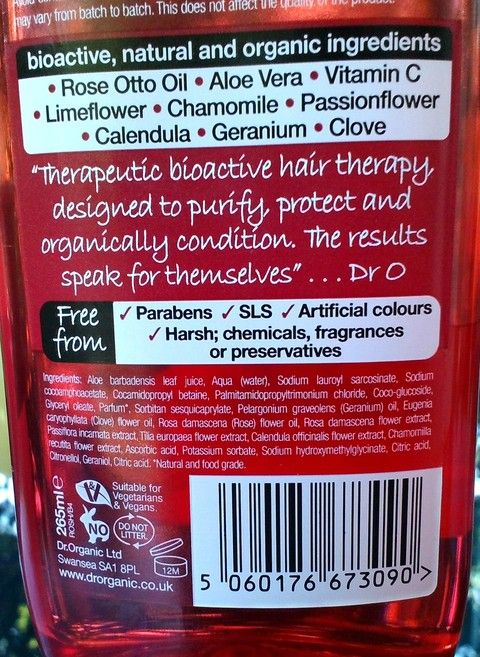 may vary from batch to batch. This does not affect the quality of the product.
bioactive, natural and organic ingredients
• Rose Otto Oil • Aloe Vera • Vitamin C
• Limeflower • Chamomile • Passionflower
• Calendula • Geranium • Clove
“Therapeutic bioactive hair therapy,
designed to purify, protect and
organically condition. The results
speak for themselves” . . . Dr O
Free from
✓ Parabens ✓ SLS ✓ Artificial colours
✓ Harsh; chemicals, fragrances
or preservatives
Ingredients: Aloe barbadensis leaf juice, Aqua (water), Sodium lauroyl sarcosinate, Sodium
cocoamphoacetate, Cocamidopropyl betaine, Palmitamidopropyltrimonium chloride, Coco-glucoside,
Glyceryl oleate, Parfum*, Sorbitan sesquicaprylate, Pelargonium graveolens (Geranium) oil, Eugenia
caryophyllata (Clove) flower oil, Rosa damascena (Rose) flower oil, Rosa damascena flower extract,
Passiflora incarnata extract, Tilia europaea flower extract, Calendula officinalis flower extract, Chamomilla
recutita flower extract, Ascorbic acid, Potassium sorbate, Sodium hydroxymethylglycinate, Citric acid,
Citronellol, Geraniol, Citric acid. *Natural and food grade.
265ml e
ROSH/B4
V&V
Suitable for
Vegetarians
& Vegans.
NO
DO NOT
LITTER.
Dr.Organic Ltd
Swansea SA1 8PL
www.drorganic.co.uk
12M
5 060176 673090 >